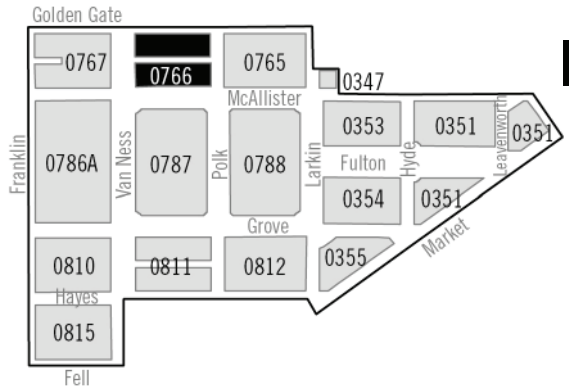 Golden Gate
0767
0766
0765
0347
McAllister
Franklin
0786A
Van Ness
0787
Polk
0788
Larkin
0353
Hyde
0351
Leavenworth
0351
Fulton
0354
0351
Market
Grove
0810
0811
0812
0355
Hayes
0815
Fell